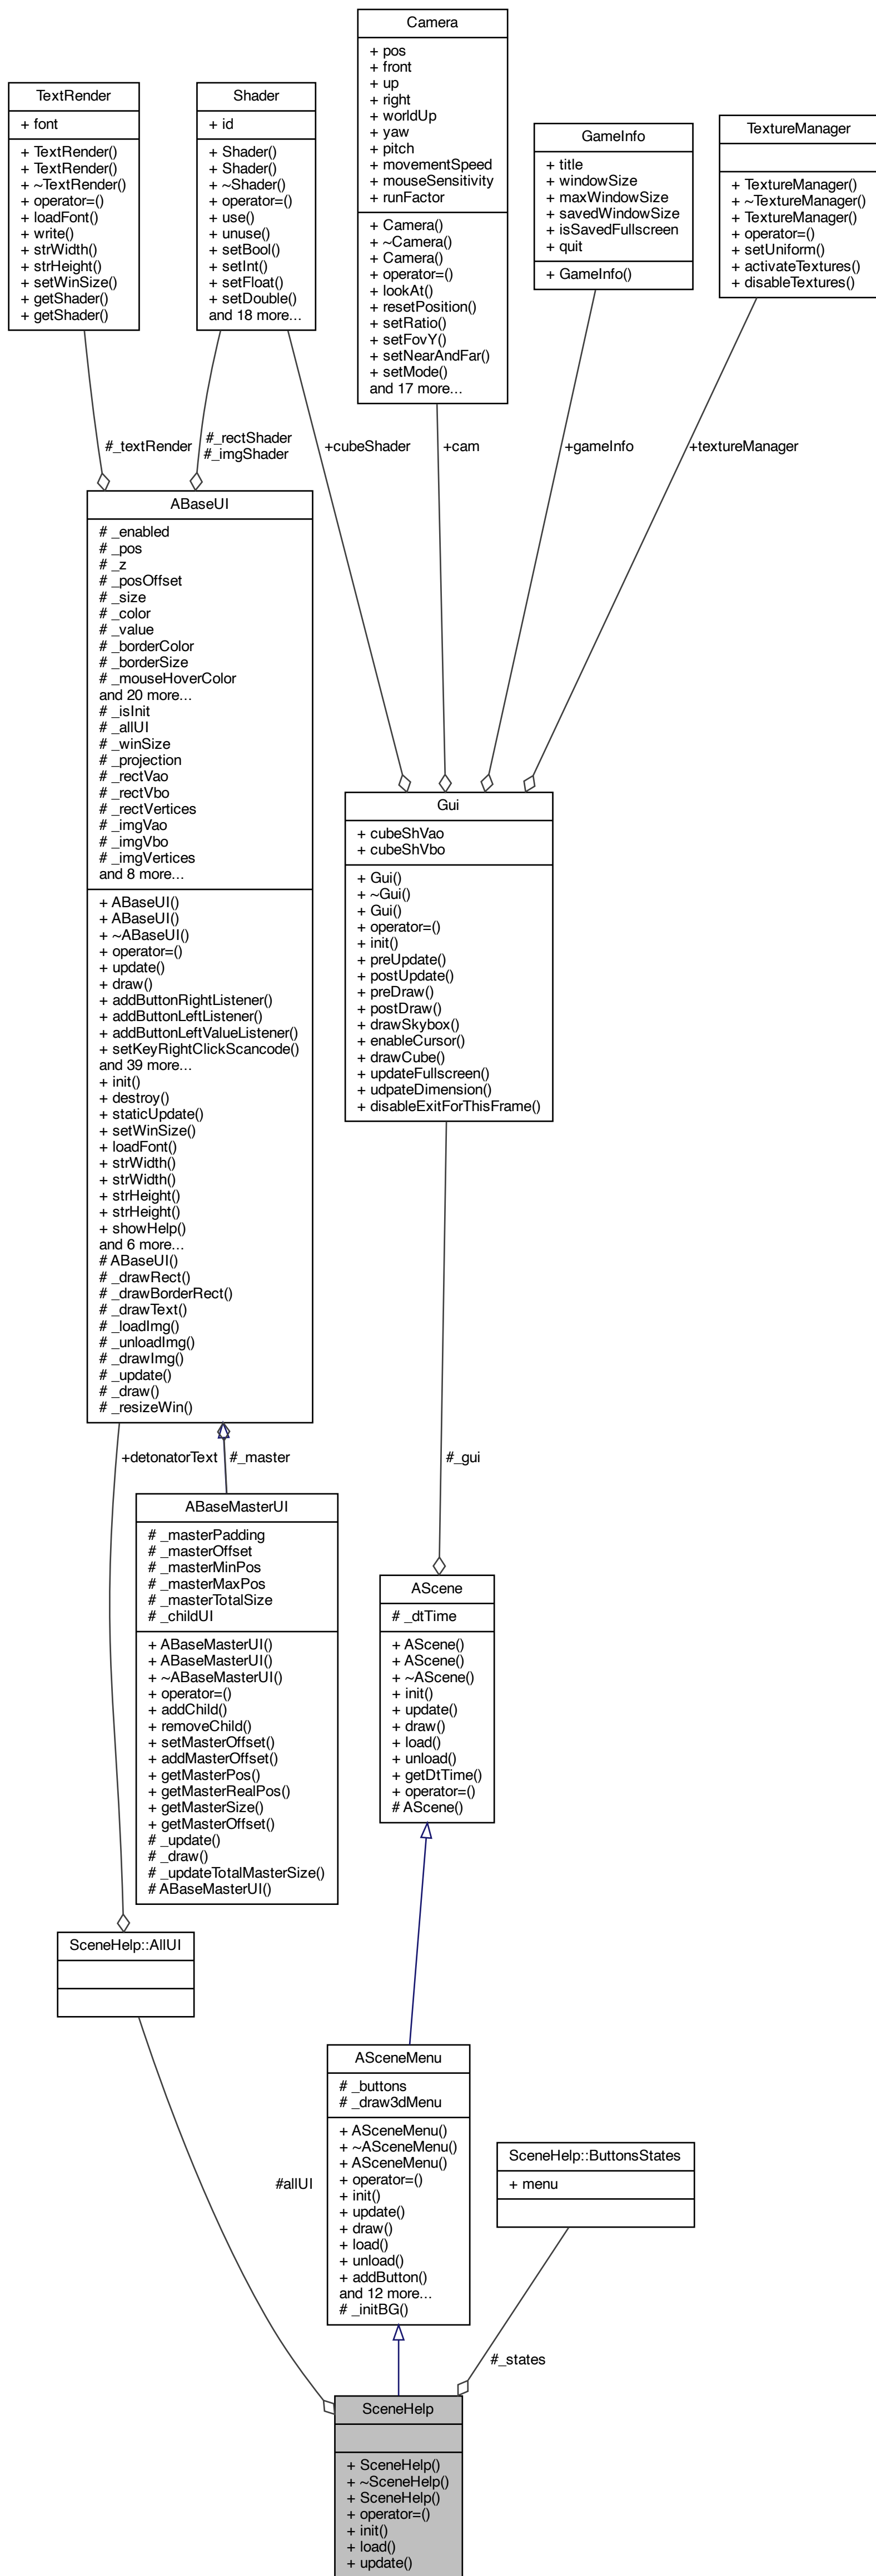 Camera
+ pos
+ front
+ up
+ right
+ worldUp
+ yaw
+ pitch
+ movementSpeed
+ mouseSensitivity
+ runFactor
+ Camera()
+ ~Camera()
+ Camera()
+ operator=()
+ lookAt()
+ resetPosition()
+ setRatio()
+ setFovY()
+ setNearAndFar()
+ setMode()
and 17 more...
TextRender
+ font
+ TextRender()
+ TextRender()
+ ~TextRender()
+ operator=()
+ loadFont()
+ write()
+ strWidth()
+ strHeight()
+ setWinSize()
+ getShader()
+ getShader()
Shader
+ id
+ Shader()
+ Shader()
+ ~Shader()
+ operator=()
+ use()
+ unuse()
+ setBool()
+ setInt()
+ setFloat()
+ setDouble()
and 18 more...
GameInfo
+ title
+ windowSize
+ maxWindowSize
+ savedWindowSize
+ isSavedFullscreen
+ quit
+ GameInfo()
TextureManager
+ TextureManager()
+ ~TextureManager()
+ TextureManager()
+ operator=()
+ setUniform()
+ activateTextures()
+ disableTextures()
#_textRender
#_rectShader
#_imgShader
+cubeShader
+cam
+gameInfo
+textureManager
ABaseUI
# _enabled
# _pos
# _z
# _posOffset
# _size
# _color
# _value
# _borderColor
# _borderSize
# _mouseHoverColor
and 20 more...
# _isInit
# _allUI
# _winSize
# _projection
# _rectVao
# _rectVbo
# _rectVertices
# _imgVao
# _imgVbo
# _imgVertices
and 8 more...
+ ABaseUI()
+ ABaseUI()
+ ~ABaseUI()
+ operator=()
+ update()
+ draw()
+ addButtonRightListener()
+ addButtonLeftListener()
+ addButtonLeftValueListener()
+ setKeyRightClickScancode()
and 39 more...
+ init()
+ destroy()
+ staticUpdate()
+ setWinSize()
+ loadFont()
+ strWidth()
+ strWidth()
+ strHeight()
+ strHeight()
+ showHelp()
and 6 more...
# ABaseUI()
# _drawRect()
# _drawBorderRect()
# _drawText()
# _loadImg()
# _unloadImg()
# _drawImg()
# _update()
# _draw()
# _resizeWin()
Gui
+ cubeShVao
+ cubeShVbo
+ Gui()
+ ~Gui()
+ Gui()
+ operator=()
+ init()
+ preUpdate()
+ postUpdate()
+ preDraw()
+ postDraw()
+ drawSkybox()
+ enableCursor()
+ drawCube()
+ updateFullscreen()
+ udpateDimension()
+ disableExitForThisFrame()
+detonatorText
#_master
#_gui
ABaseMasterUI
# _masterPadding
# _masterOffset
# _masterMinPos
# _masterMaxPos
# _masterTotalSize
# _childUI
+ ABaseMasterUI()
+ ABaseMasterUI()
+ ~ABaseMasterUI()
+ operator=()
+ addChild()
+ removeChild()
+ setMasterOffset()
+ addMasterOffset()
+ getMasterPos()
+ getMasterRealPos()
+ getMasterSize()
+ getMasterOffset()
# _update()
# _draw()
# _updateTotalMasterSize()
# ABaseMasterUI()
AScene
# _dtTime
+ AScene()
+ AScene()
+ ~AScene()
+ init()
+ update()
+ draw()
+ load()
+ unload()
+ getDtTime()
+ operator=()
# AScene()
SceneHelp::AllUI
ASceneMenu
# _buttons
# _draw3dMenu
+ ASceneMenu()
+ ~ASceneMenu()
+ ASceneMenu()
+ operator=()
+ init()
+ update()
+ draw()
+ load()
+ unload()
+ addButton()
and 12 more...
# _initBG()
SceneHelp::ButtonsStates
+ menu
#allUI
#_states
SceneHelp
+ SceneHelp()
+ ~SceneHelp()
+ SceneHelp()
+ operator=()
+ init()
+ load()
+ update()